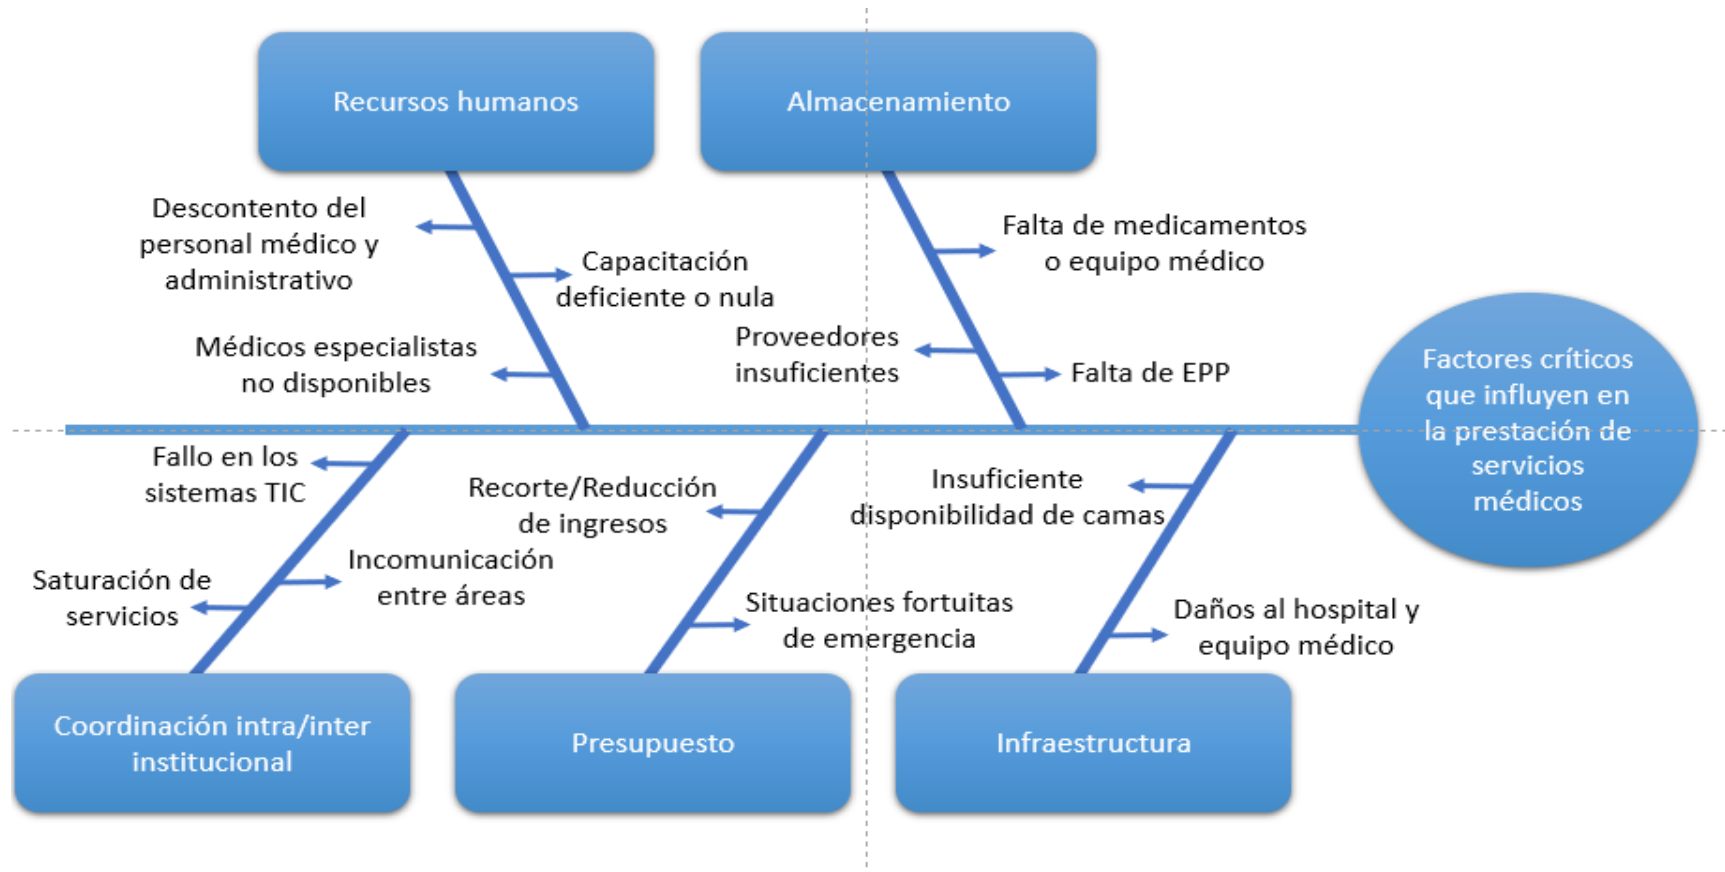 Recursos humanos
Almacenamiento
Descontento del
personal médico y
administrativo
Capacitación
deficiente o nula
Médicos especialistas
no disponibles
Falta de medicamentos
o equipo médico
Proveedores
insuficientes
Falta de EPP
Factores críticos
que influyen en
la prestación de
servicios
médicos
Fallo en los
sistemas TIC
Saturación de
servicios
Incomunicación
entre áreas
Recorte/Reducción
de ingresos
Situaciones fortuitas
de emergencia
Insuficiente
disponibilidad de camas
Daños al hospital y
equipo médico
Coordinación intra/inter
institucional
Presupuesto
Infraestructura